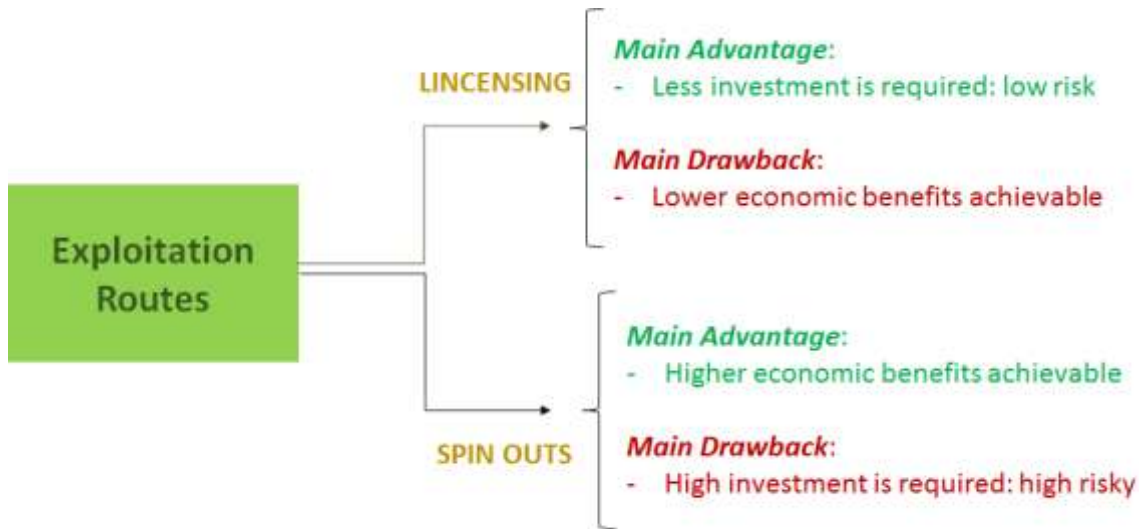 Exploitation
Routes
LINCENSING
Main Advantage:
- Less investment is required: low risk
Main Drawback:
- Lower economic benefits achievable
SPIN OUTS
Main Advantage:
- Higher economic benefits achievable
Main Drawback:
- High investment is required: high risky